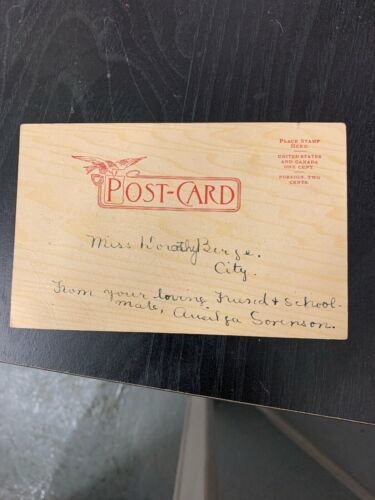 PLACE STAMP
HERE.
UNITED STATES
AND CANADA
ONE CENT.
FOREIGN, TWO
CENTS.
POST-CARD
Miss Dorothy Berge.
City.
From your loving Friend & School-
mate, Sorenson.